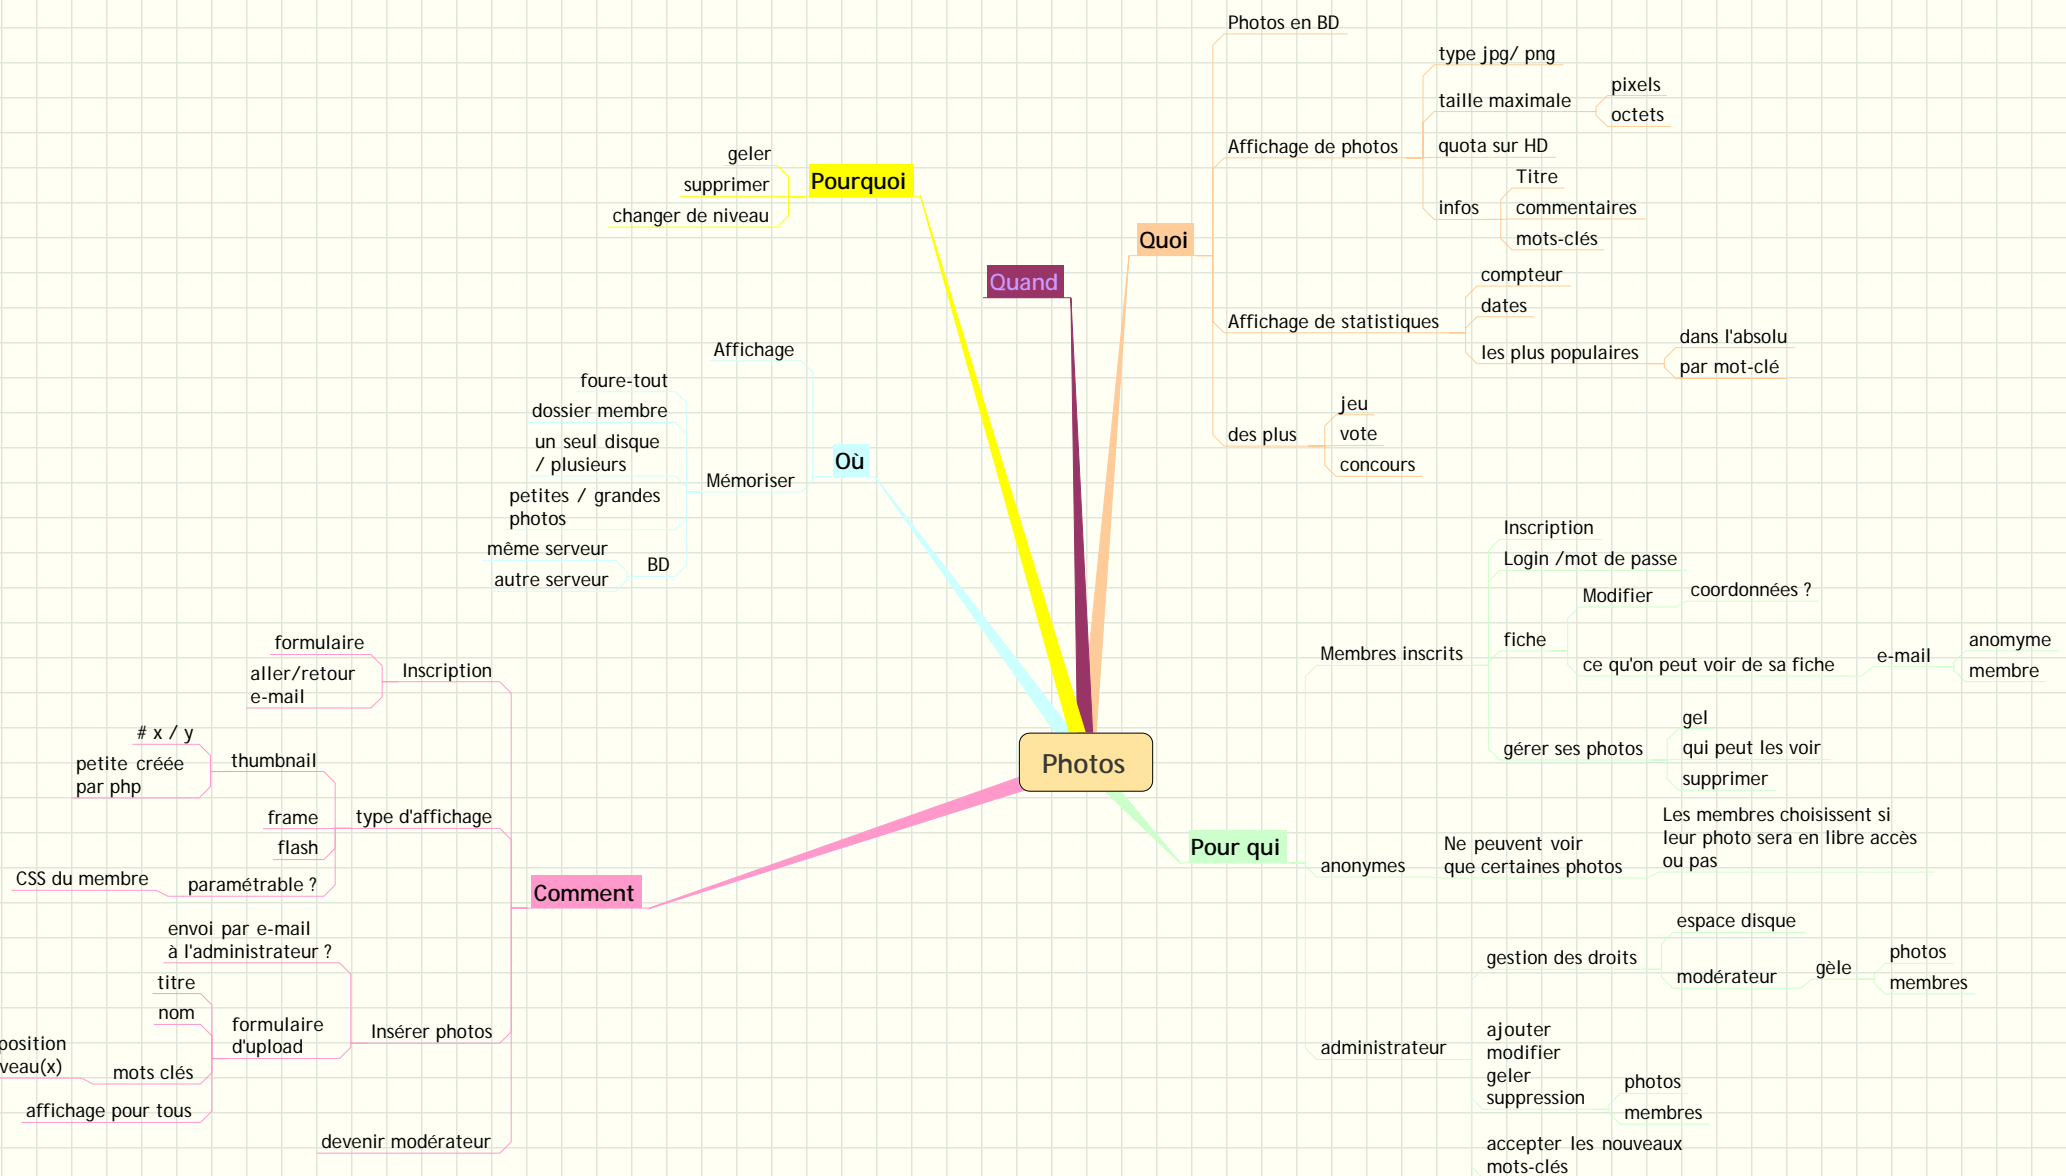 Photos
Pourquoi
geler
supprimer
changer de niveau
Quand
Quoi
Photos en BD
Affichage de photos
type jpg/ png
taille maximale
pixels
octets
quota sur HD
infos
Titre
commentaires
mots-clés
Affichage de statistiques
compteur
dates
les plus populaires
dans l'absolu
par mot-clé
des plus
jeu
vote
concours
Où
Affichage
Mémoriser
foure-tout
dossier membre
un seul disque
/ plusieurs
petites / grandes
photos
BD
même serveur
autre serveur
Pour qui
Membres inscrits
Inscription
Login /mot de passe
fiche
Modifier
coordonnées ?
ce qu'on peut voir de sa fiche
e-mail
anomyme
membre
gérer ses photos
gel
qui peut les voir
supprimer
anonymes
Ne peuvent voir
que certaines photos
Les membres choisissent si
leur photo sera en libre accès
ou pas
administrateur
gestion des droits
espace disque
modérateur
gèle
photos
membres
ajouter
modifier
geler
suppression
photos
membres
accepter les nouveaux
mots-clés
Comment
Inscription
formulaire
aller/retour
e-mail
type d'affichage
thumbnail
# x / y
petite créée
par php
frame
flash
paramétrable ?
CSS du membre
Insérer photos
envoi par e-mail
à l'administrateur ?
formulaire
d'upload
titre
nom
mots clés
position
veau(x)
affichage pour tous
devenir modérateur